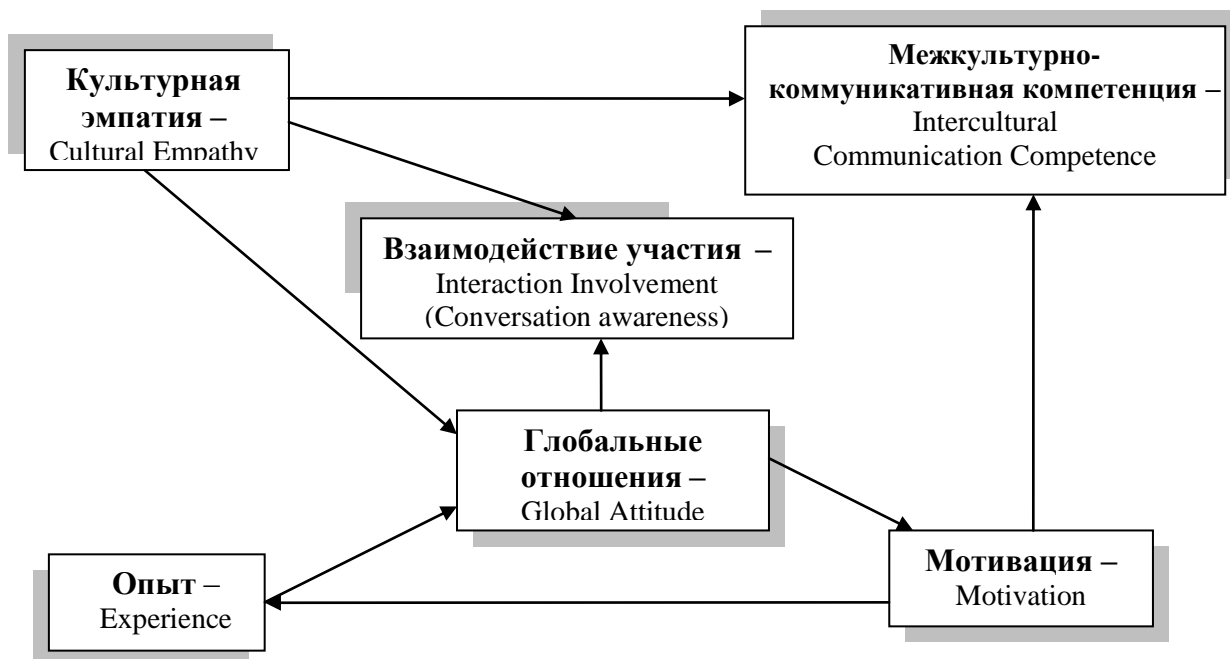 Культурная
эмпатия –
Cultural Empathy
Межкультурно-
коммуникативная компетенция –
Intercultural
Communication Competence
Взаимодействие участия –
Interaction Involvement
(Conversation awareness)
Глобальные
отношения –
Global Attitude
Опыт –
Experience
Мотивация –
Motivation